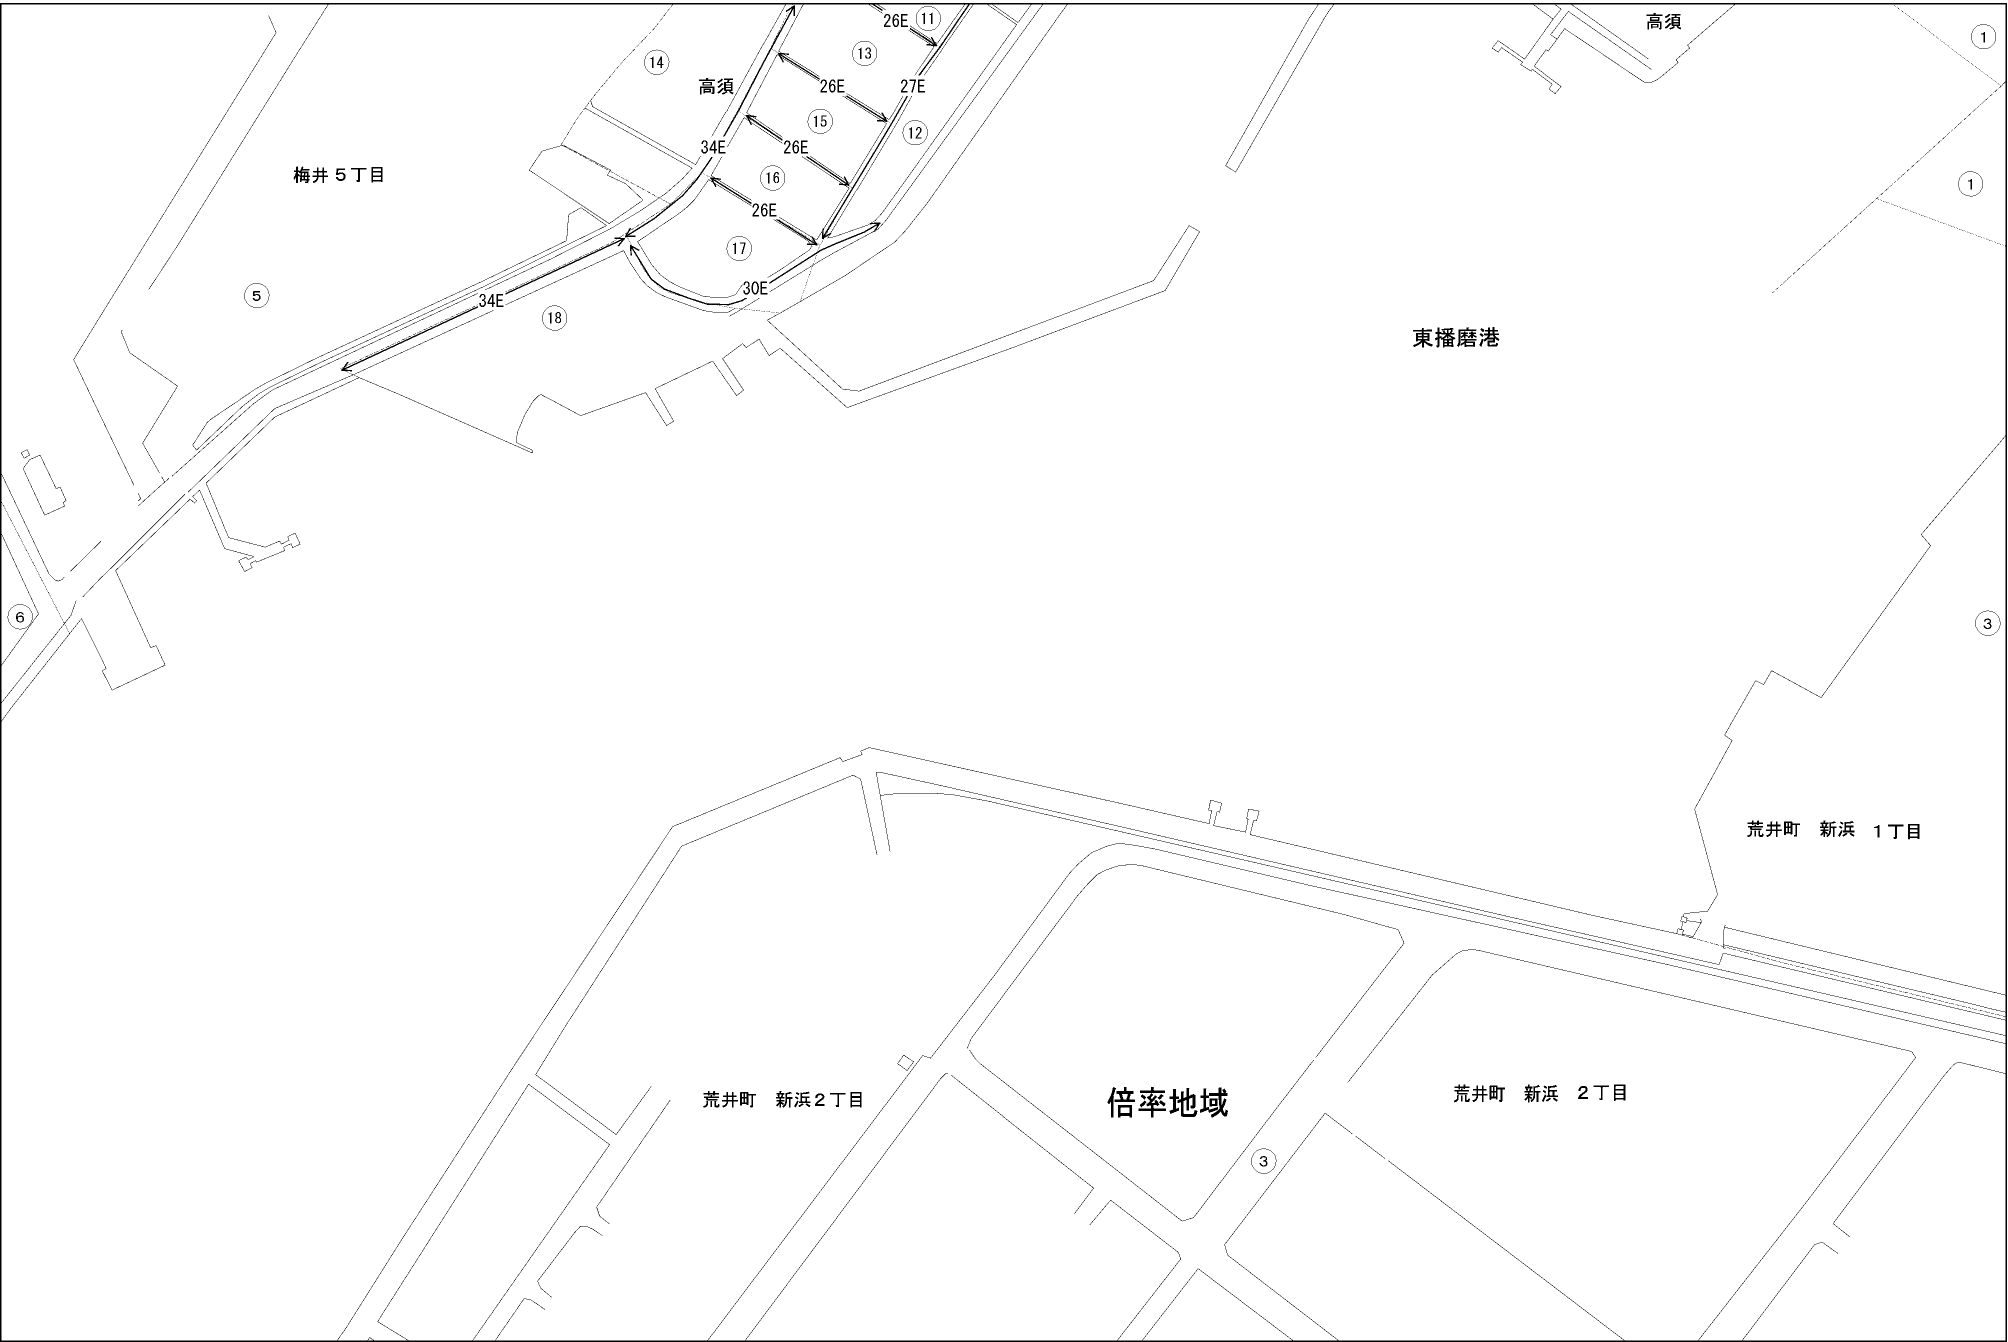 26E
⑪
高須
①
⑬
⑭
高須
26E
27E
⑮
⑫
34E
26E
梅井5丁目
⑯
①
26E
⑰
30E
⑤
34E
⑱
東播磨港
⑥
③
荒井町 新浜 1丁目
荒井町 新浜2丁目
倍率地域
荒井町 新浜 2丁目
③